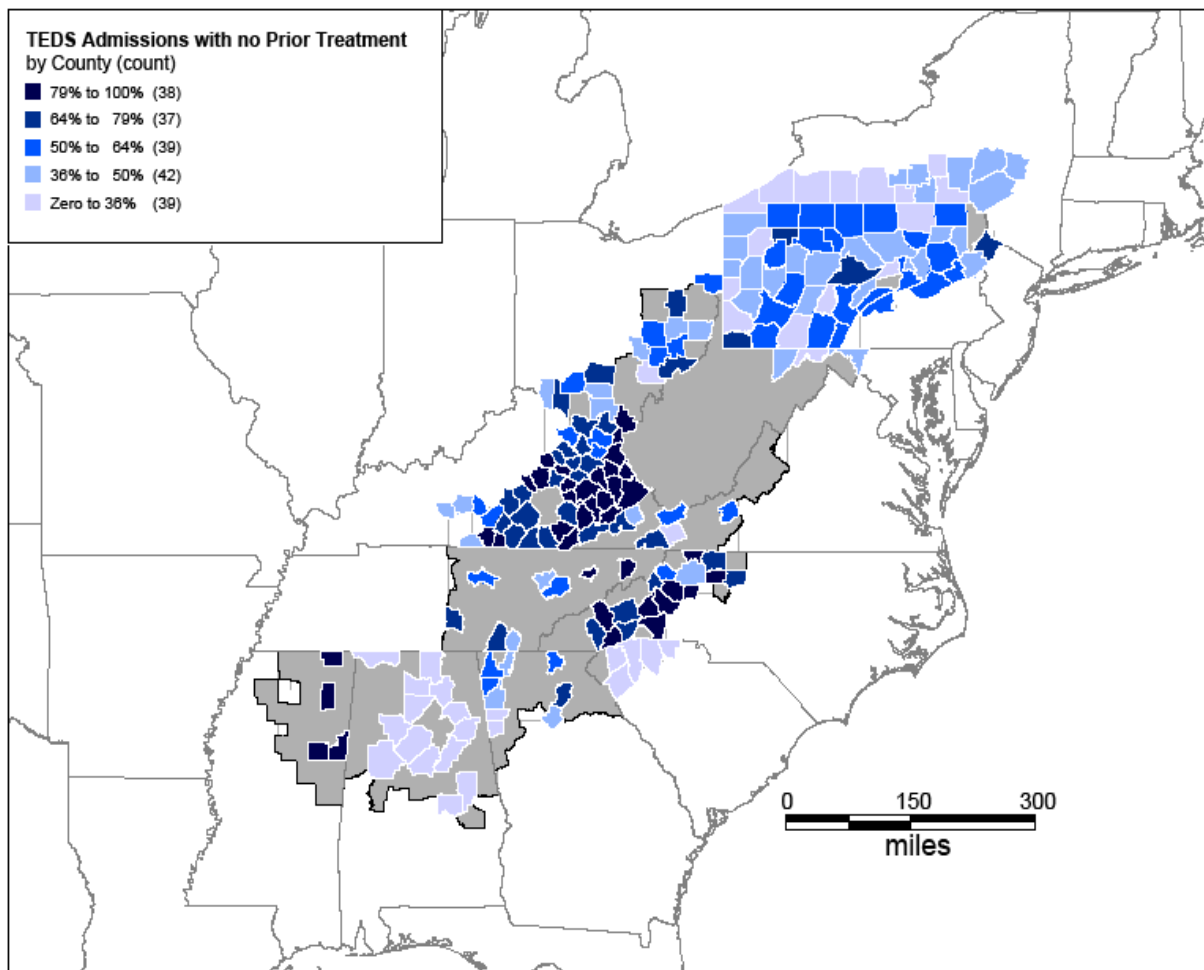 TEDS Admissions with no Prior Treatment
by County (count)
79% to 100% (38)
64% to 79% (37)
50% to 64% (39)
36% to 50% (42)
Zero to 36% (39)
0 150 300
miles